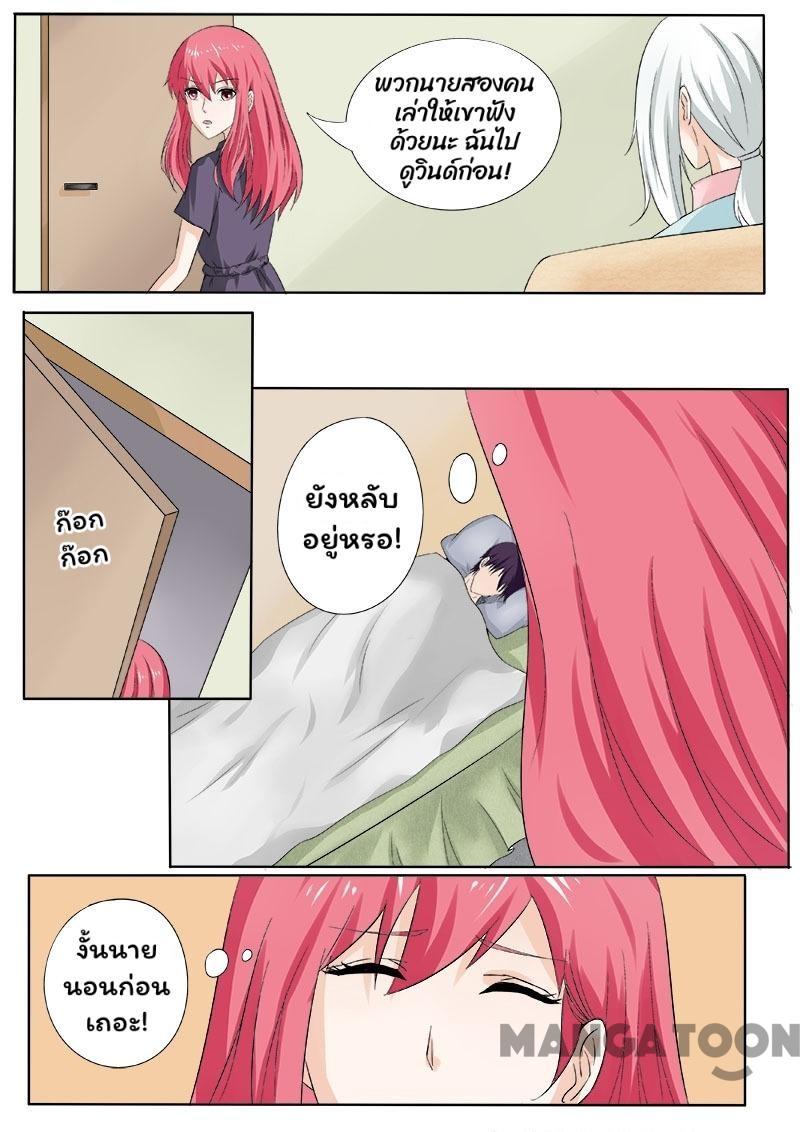 พวกนายสองคน
เล่าให้เขาฟัง
ด้วยนะ ฉันไป
ดูวินด์ก่อน!
ก๊อก
ก๊อก
ยังหลับ
อยู่หรอ!
งั้นนาย
นอนก่อน
เถอะ!
MANGATOON